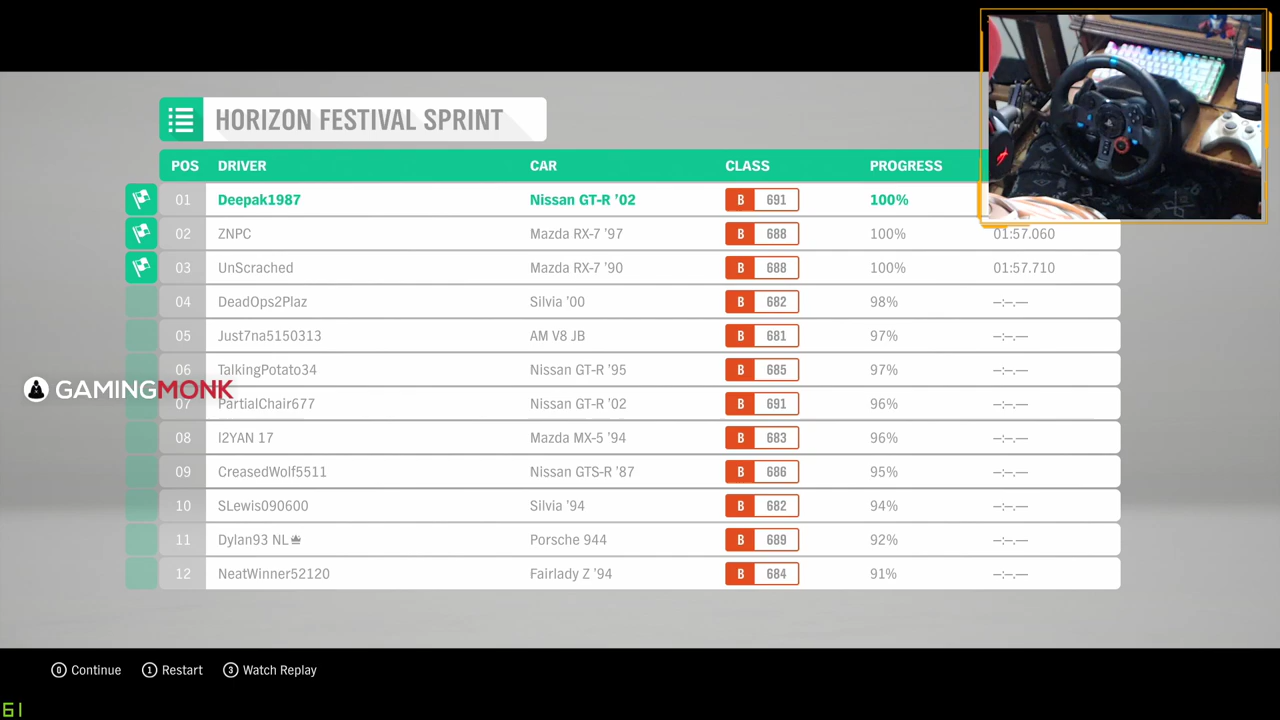 HORIZON FESTIVAL SPRINT
POS DRIVER CAR CLASS PROGRESS
01 Deepak1987 Nissan GT-R '02 B 691 100%
02 ZNPC Mazda RX-7 '97 B 688 100% 01:57.060
03 UnScrached Mazda RX-7 '90 B 688 100% 01:57.710
04 DeadOps2Plaz Silvia '00 B 682 98% --:--.---
05 Just7na5150313 AM V8 JB B 681 97% --:--.---
06 TalkingPotato34 Nissan GT-R '95 B 685 97% --:--.---
GAMINGMONK
07 PartialChair677 Nissan GT-R '02 B 691 96% --:--.---
08 I2YAN 17 Mazda MX-5 '94 B 683 96% --:--.---
09 CreasedWolf5511 Nissan GTS-R '87 B 686 95% --:--.---
10 SLewis090600 Silvia '94 B 682 94% --:--.---
11 Dylan93 NL Porsche 944 B 689 92% --:--.---
12 NeatWinner52120 Fairlady Z '94 B 684 91% --:--.---
0 Continue 1 Restart 3 Watch Replay
61